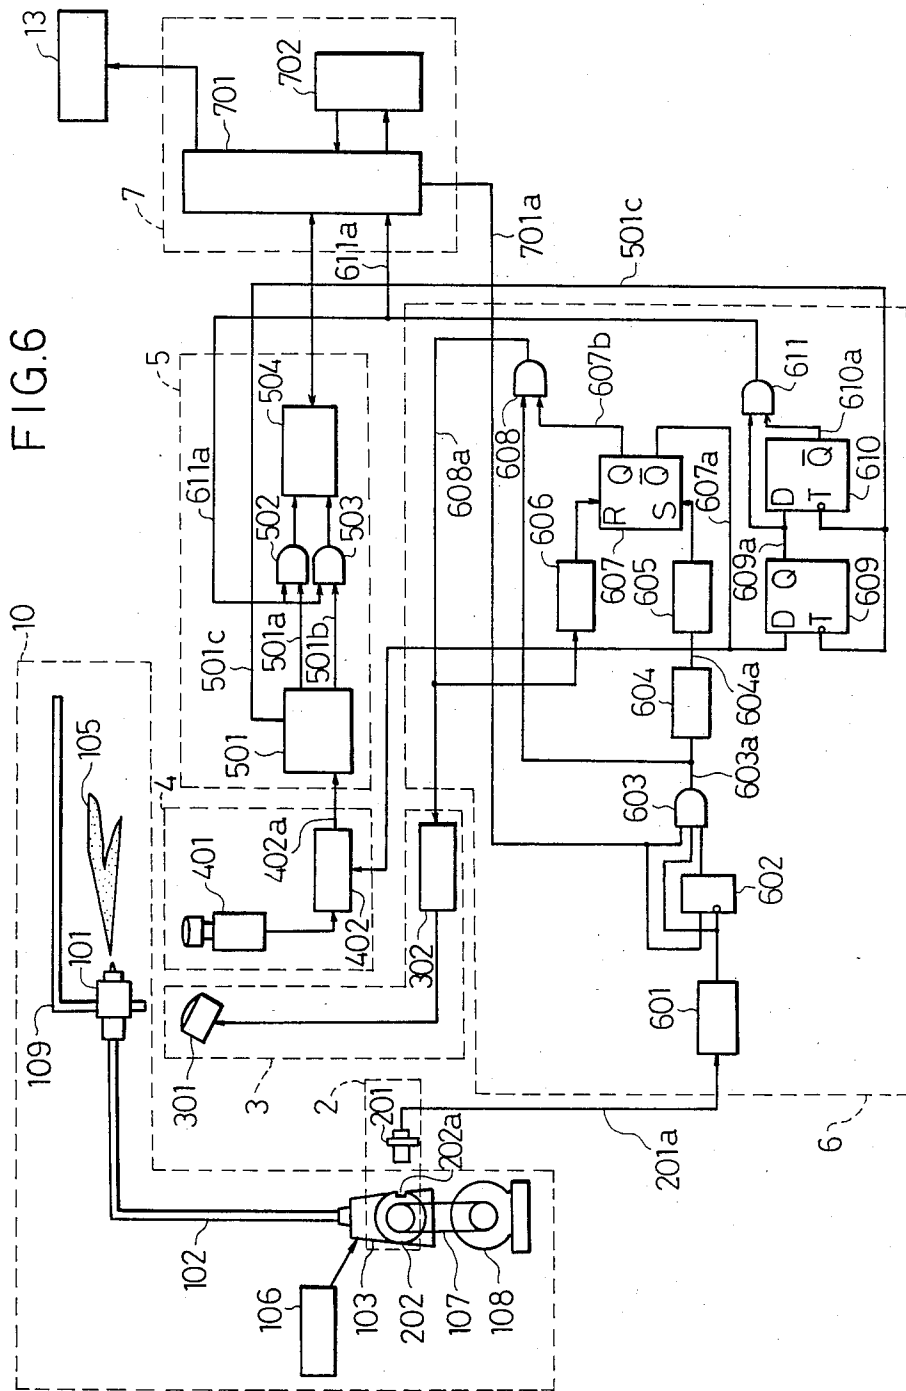 FIG.6
10
109
101
105
102
106
103
202
107
108
2
201
202a
201a
3
301
302
4
401
402
402a
5
501
501a
501b
501c
502
503
504
611a
6
601
602
603
603a
604
604a
605
606
607
R
S
Q
Q̅
607a
607b
608
608a
609
D
Q
T
609a
610
D
Q̅
T
610a
611
611a
501c
701a
7
701
702
13